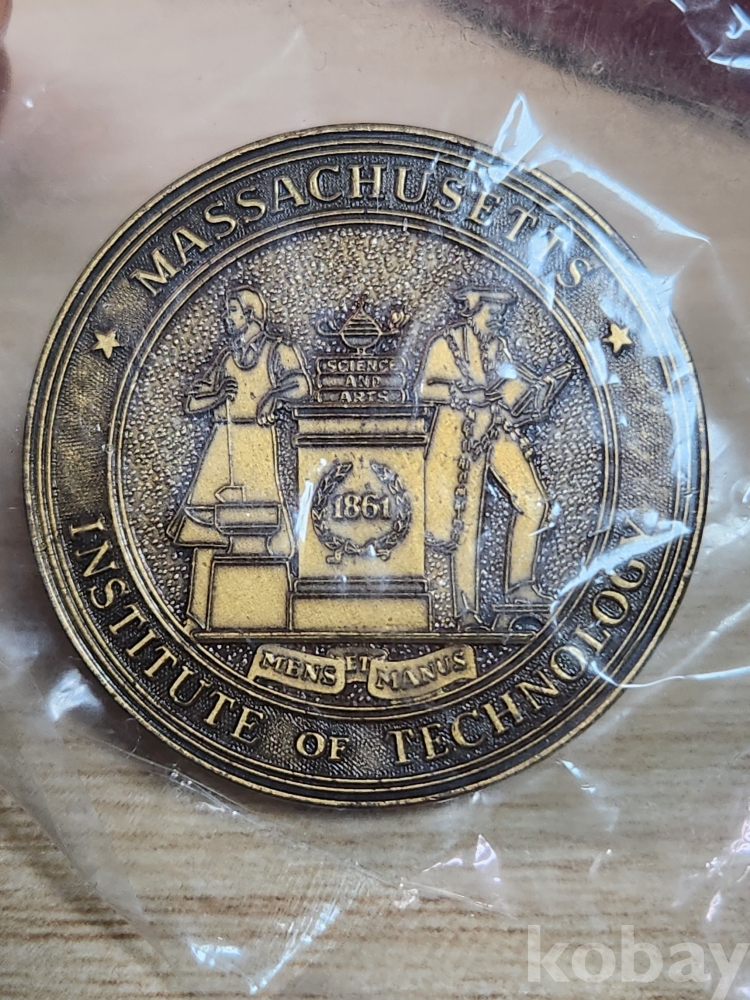 MASSACHUSETTS
SCIENCE
AND
ARTS
1861
MENS ET MANUS
INSTITUTE OF TECHNOLOGY
kobay